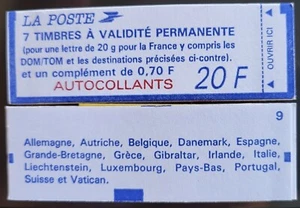 LA POSTE
7 TIMBRES À VALIDITÉ PERMANENTE
(pour une lettre de 20 g pour la France y compris les
DOM/TOM et les destinations précisées ci-contre).
et un complément de 0,70 F
20 F
AUTOCOLLANTS
OUVRIR ICI
9
Allemagne, Autriche, Belgique, Danemark, Espagne,
Grande-Bretagne, Grèce, Gibraltar, Irlande, Italie,
Liechtenstein, Luxembourg, Pays-Bas, Portugal,
Suisse et Vatican.